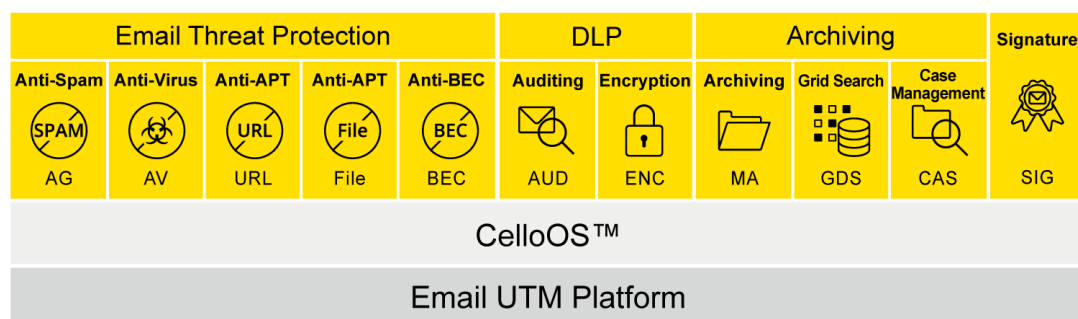 Email Threat Protection
DLP
Archiving
Signature
Anti-Spam
Anti-Virus
Anti-APT
Anti-APT
Anti-BEC
Auditing
Encryption
Archiving
Grid Search
Case
Management
SPAM
URL
File
BEC
AG
AV
URL
File
BEC
AUD
ENC
MA
GDS
CAS
SIG
CelloOS™
Email UTM Platform